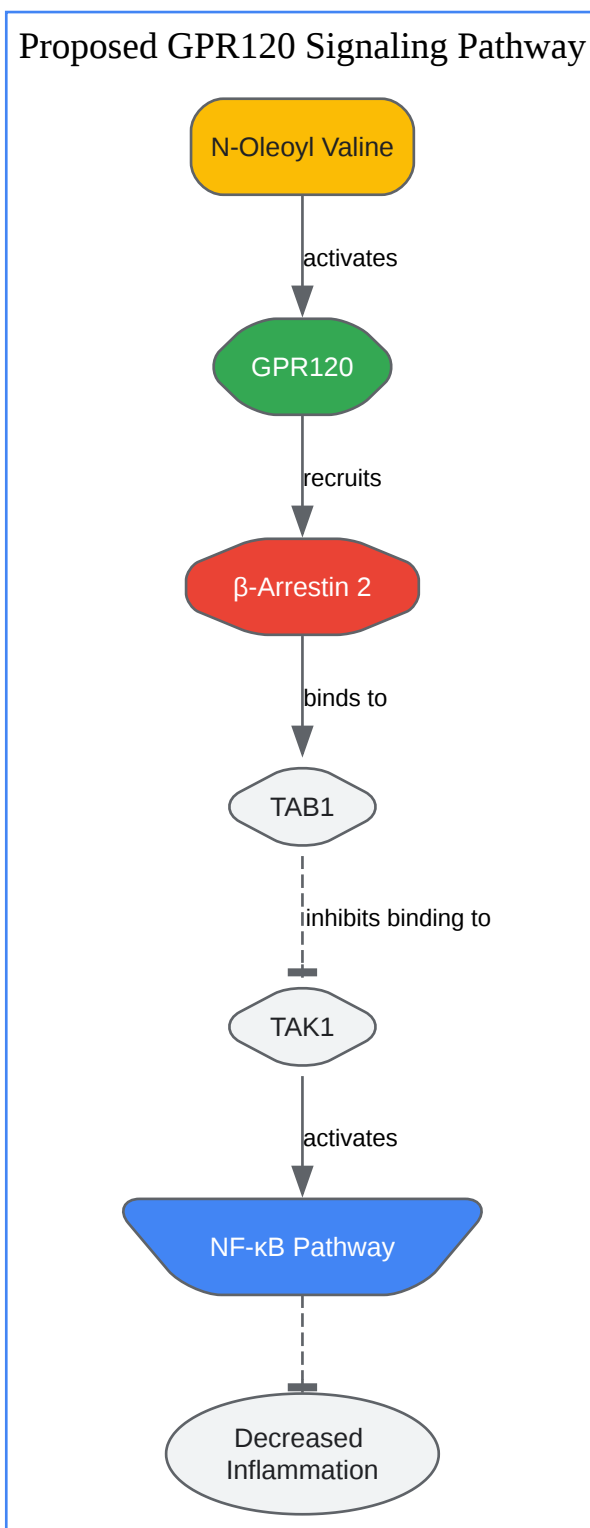 Proposed GPR120 Signaling Pathway
N-Oleoyl Valine
activates
GPR120
recruits
β-Arrestin 2
binds to
TAB1
inhibits binding to
TAK1
activates
NF-κB Pathway
Decreased
Inflammation